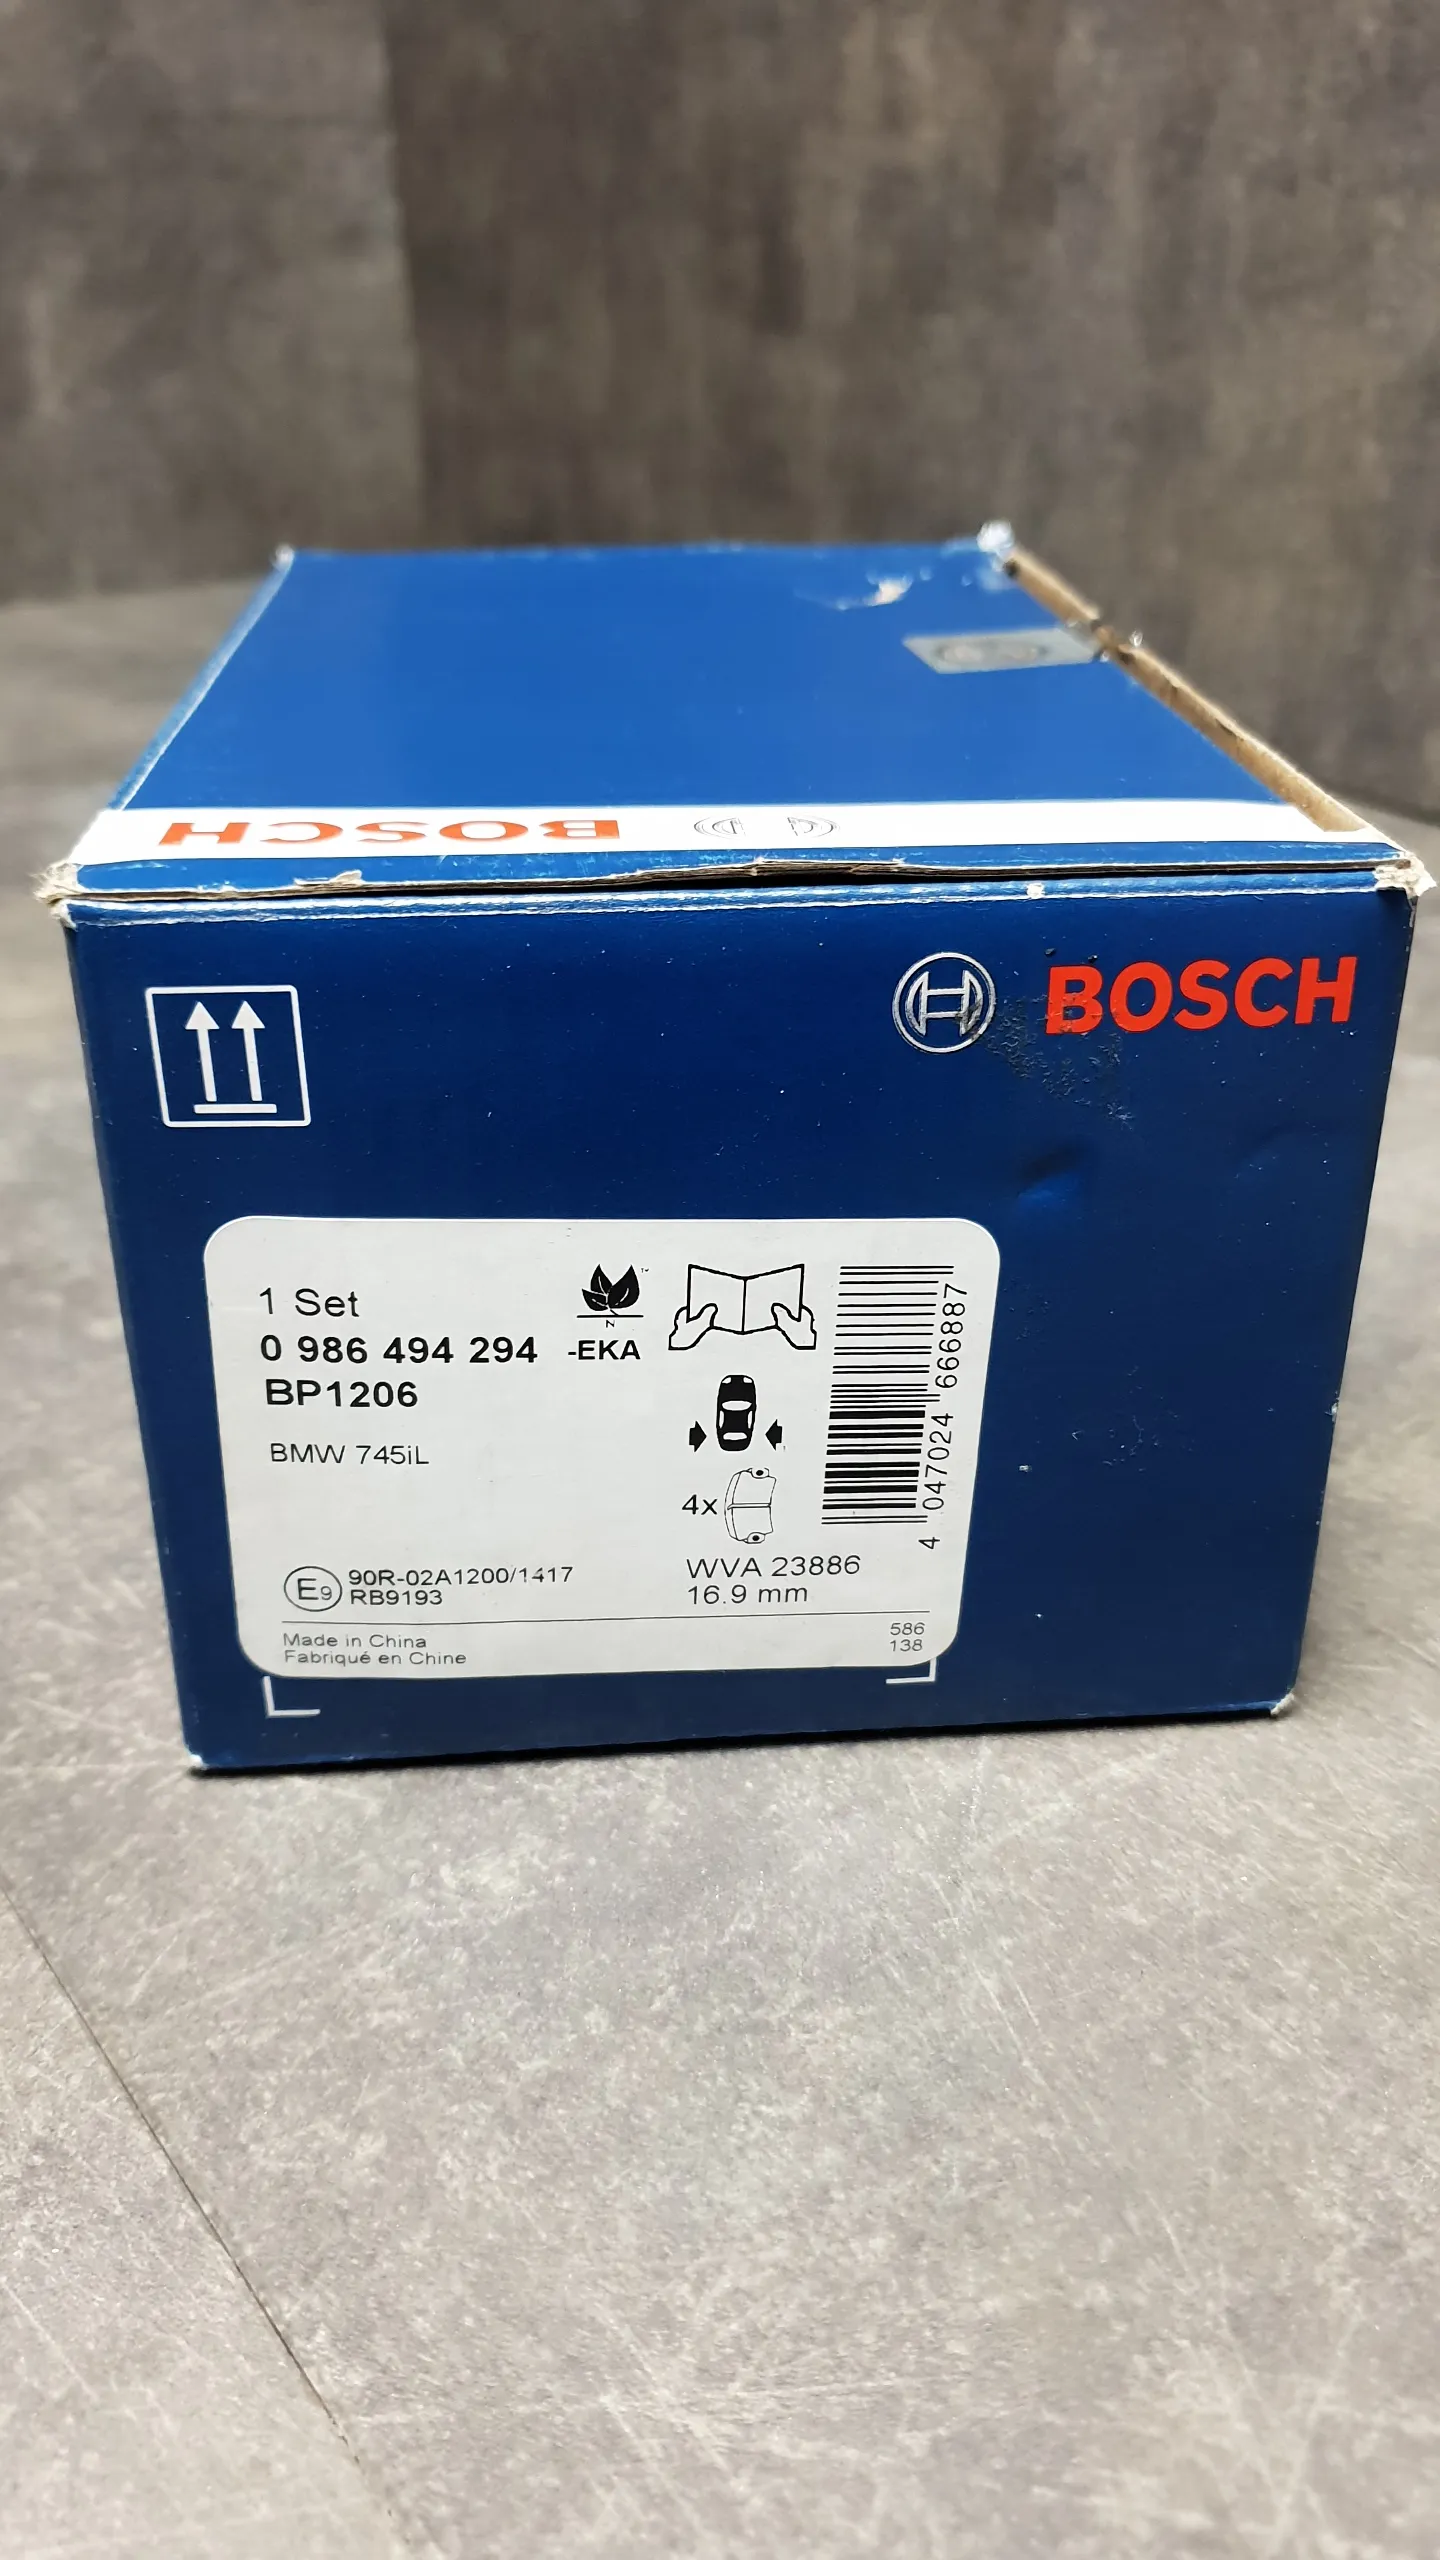 BOSCH
BOSCH
1 Set
0 986 494 294 -EKA
BP1206
BMW 745iL
4x
WVA 23886
16.9 mm
E9 90R-02A1200/1417
RB9193
Made in China
Fabriqué en Chine
586
138
4 047024 666887